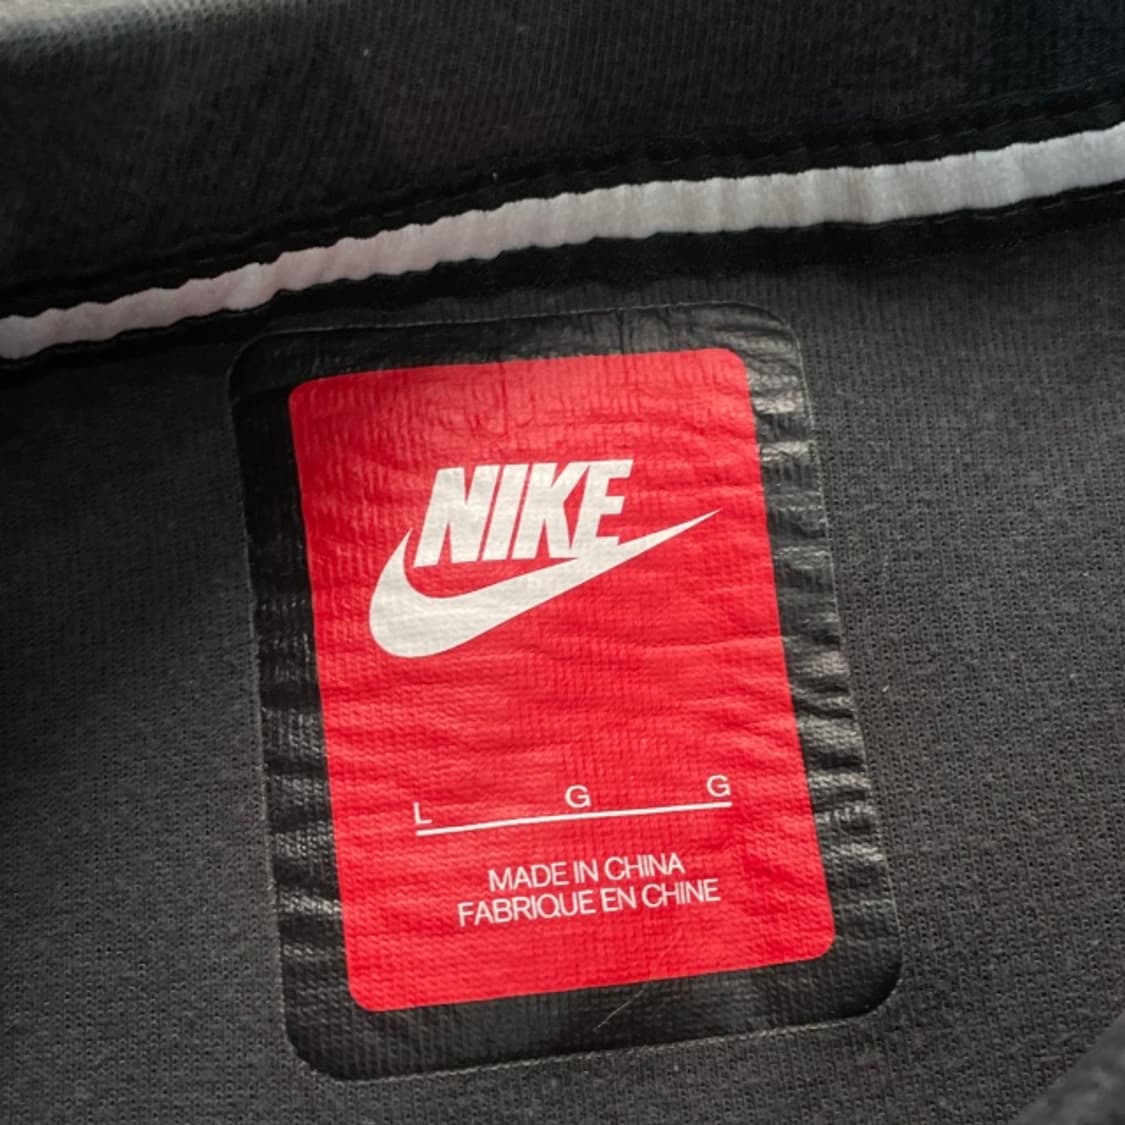 NIKE
L G G
MADE IN CHINA
FABRIQUE EN CHINE